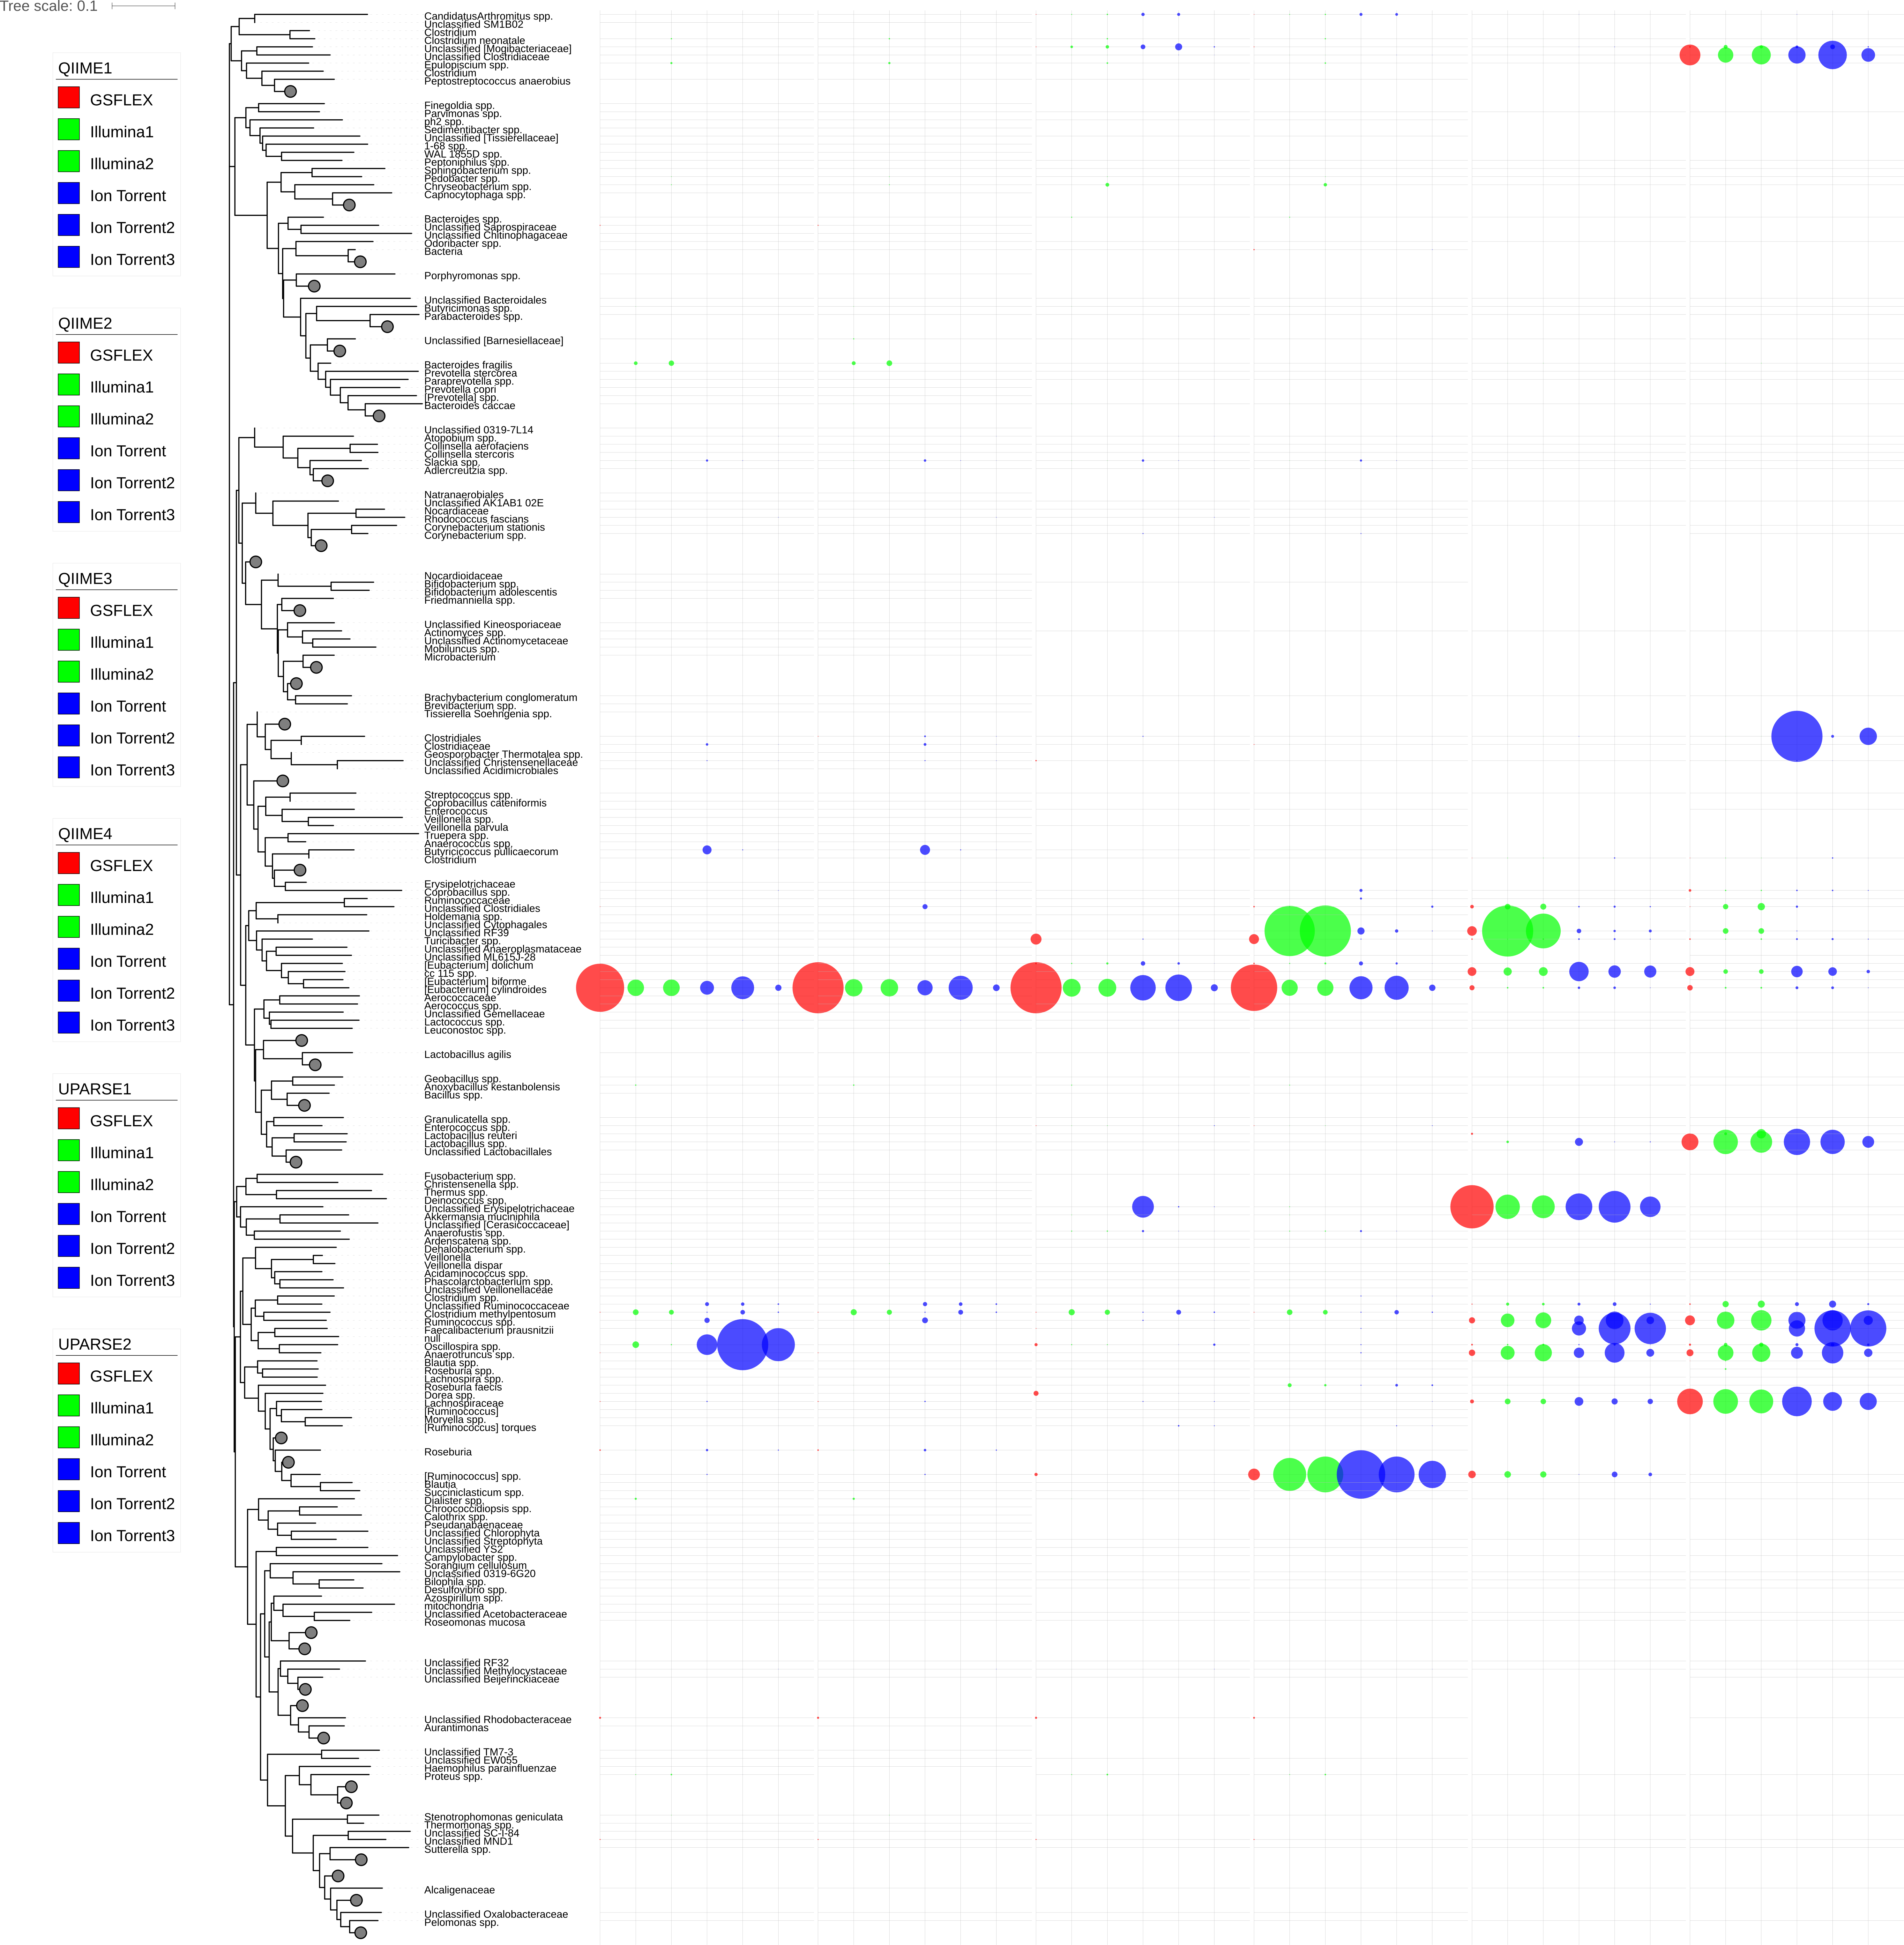 Tree scale: 0.1
QIIME1
GSFLEX
Illumina1
Illumina2
Ion Torrent
Ion Torrent2
Ion Torrent3
QIIME2
GSFLEX
Illumina1
Illumina2
Ion Torrent
Ion Torrent2
Ion Torrent3
QIIME3
GSFLEX
Illumina1
Illumina2
Ion Torrent
Ion Torrent2
Ion Torrent3
QIIME4
GSFLEX
Illumina1
Illumina2
Ion Torrent
Ion Torrent2
Ion Torrent3
UPARSE1
GSFLEX
Illumina1
Illumina2
Ion Torrent
Ion Torrent2
Ion Torrent3
UPARSE2
GSFLEX
Illumina1
Illumina2
Ion Torrent
Ion Torrent2
Ion Torrent3
CandidatusArthromitus spp.
Unclassified SM1B02
Clostridium
Clostridium neonatale
Unclassified [Mogibacteriaceae]
Unclassified Clostridiaceae
Epulopiscium spp.
Clostridium
Peptostreptococcus anaerobius
Finegoldia spp.
Parvimonas spp.
ph2 spp.
Sedimentibacter spp.
Unclassified [Tissierellaceae]
1-68 spp.
WAL 1855D spp.
Peptoniphilus spp.
Sphingobacterium spp.
Pedobacter spp.
Chryseobacterium spp.
Capnocytophaga spp.
Bacteroides spp.
Unclassified Saprospiraceae
Unclassified Chitinophagaceae
Odoribacter spp.
Bacteria
Porphyromonas spp.
Unclassified Bacteroidales
Butyricimonas spp.
Parabacteroides spp.
Unclassified [Barnesiellaceae]
Bacteroides fragilis
Prevotella stercorea
Paraprevotella spp.
Prevotella copri
[Prevotella] spp.
Bacteroides caccae
Unclassified 0319-7L14
Atopobium spp.
Collinsella aerofaciens
Collinsella stercoris
Slackia spp.
Adlercreutzia spp.
Natranaerobiales
Unclassified AK1AB1 02E
Nocardiaceae
Rhodococcus fascians
Corynebacterium stationis
Corynebacterium spp.
Nocardioidaceae
Bifidobacterium spp.
Bifidobacterium adolescentis
Friedmanniella spp.
Unclassified Kineosporiaceae
Actinomyces spp.
Unclassified Actinomycetaceae
Mobiluncus spp.
Microbacterium
Brachybacterium conglomeratum
Brevibacterium spp.
Tissierella Soehngenia spp.
Clostridiales
Clostridiaceae
Geosporobacter Thermotalea spp.
Unclassified Christensenellaceae
Unclassified Acidimicrobiales
Streptococcus spp.
Coprobacillus cateniformis
Enterococcus
Veillonella spp.
Veillonella parvula
Truepera spp.
Anaerococcus spp.
Butyricicoccus pullicaecorum
Clostridium
Erysipelotrichaceae
Coprobacillus spp.
Ruminococcaceae
Unclassified Clostridiales
Holdemania spp.
Unclassified Cytophagales
Unclassified RF39
Turicibacter spp.
Unclassified Anaeroplasmataceae
Unclassified ML615J-28
[Eubacterium] dolichum
cc 115 spp.
[Eubacterium] biforme
[Eubacterium] cylindroides
Aerococcaceae
Aerococcus spp.
Unclassified Gemellaceae
Lactococcus spp.
Leuconostoc spp.
Lactobacillus agilis
Geobacillus spp.
Anoxybacillus kestanbolensis
Bacillus spp.
Granulicatella spp.
Enterococcus spp.
Lactobacillus reuteri
Lactobacillus spp.
Unclassified Lactobacillales
Fusobacterium spp.
Christensenella spp.
Thermus spp.
Deinococcus spp.
Unclassified Erysipelotrichaceae
Akkermansia muciniphila
Unclassified [Cerasicoccaceae]
Anaerofustis spp.
Ardenscatena spp.
Dehalobacterium spp.
Veillonella
Veillonella dispar
Acidaminococcus spp.
Phascolarctobacterium spp.
Unclassified Veillonellaceae
Clostridium spp.
Unclassified Ruminococcaceae
Clostridium methylpentosum
Ruminococcus spp.
Faecalibacterium prausnitzii
null
Oscillospira spp.
Anaerotruncus spp.
Blautia spp.
Roseburia spp.
Lachnospira spp.
Roseburia faecis
Dorea spp.
Lachnospiraceae
[Ruminococcus]
Moryella spp.
[Ruminococcus] torques
Roseburia
[Ruminococcus] spp.
Blautia
Succiniclasticum spp.
Dialister spp.
Chroococcidiopsis spp.
Calothrix spp.
Pseudanabaenaceae
Unclassified Chlorophyta
Unclassified Streptophyta
Unclassified YS2
Campylobacter spp.
Sorangium cellulosum
Unclassified 0319-6G20
Bilophila spp.
Desulfovibrio spp.
Azospirillum spp.
mitochondria
Unclassified Acetobacteraceae
Roseomonas mucosa
Unclassified RF32
Unclassified Methylocystaceae
Unclassified Beijerinckiaceae
Unclassified Rhodobacteraceae
Aurantimonas
Unclassified TM7-3
Unclassified EW055
Haemophilus parainfluenzae
Proteus spp.
Stenotrophomonas geniculata
Thermomonas spp.
Unclassified SC-I-84
Unclassified MND1
Sutterella spp.
Alcaligenaceae
Unclassified Oxalobacteraceae
Pelomonas spp.